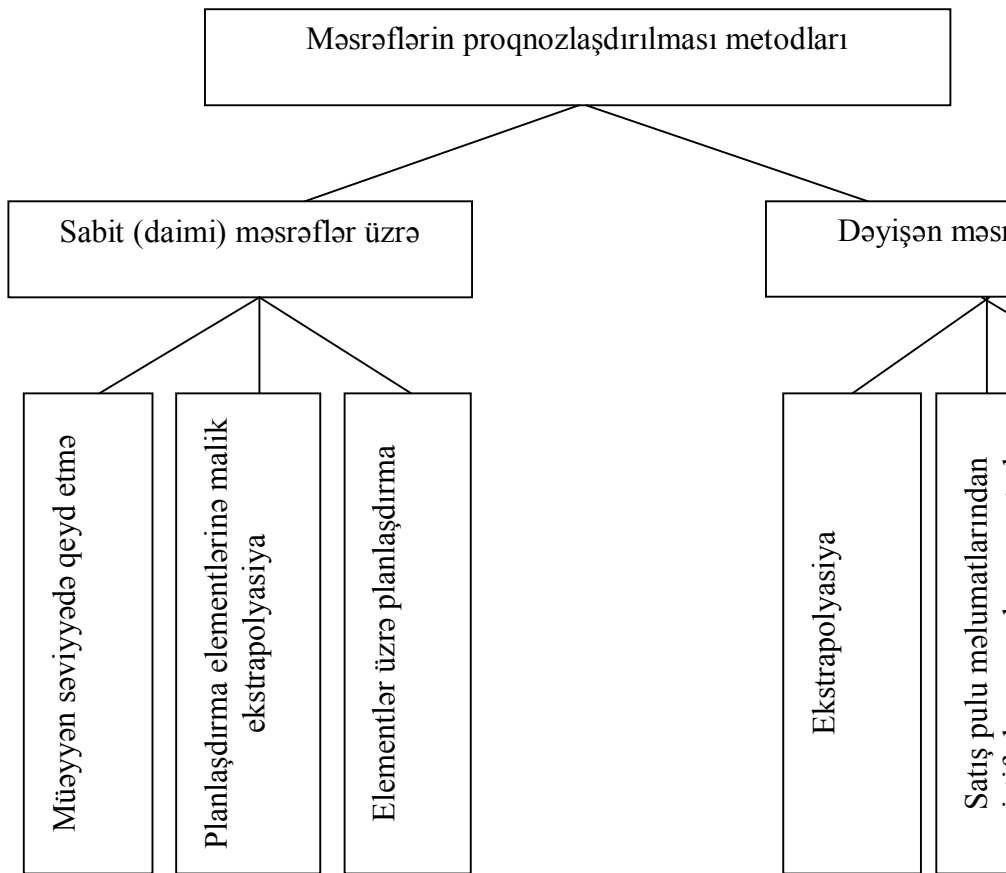 Məsrəflərin proqnozlaşdırılması metodları
Sabit (daimi) məsrəflər üzrə
Dəyişən
Müəyyən səviyyədə qeyd etmə
Planlaşdırma elementlərinə malik
ekstrapolyasiya
Elementlər üzrə planlaşdırma
Ekstrapolyasiya
Satış pulu məlumatlarından